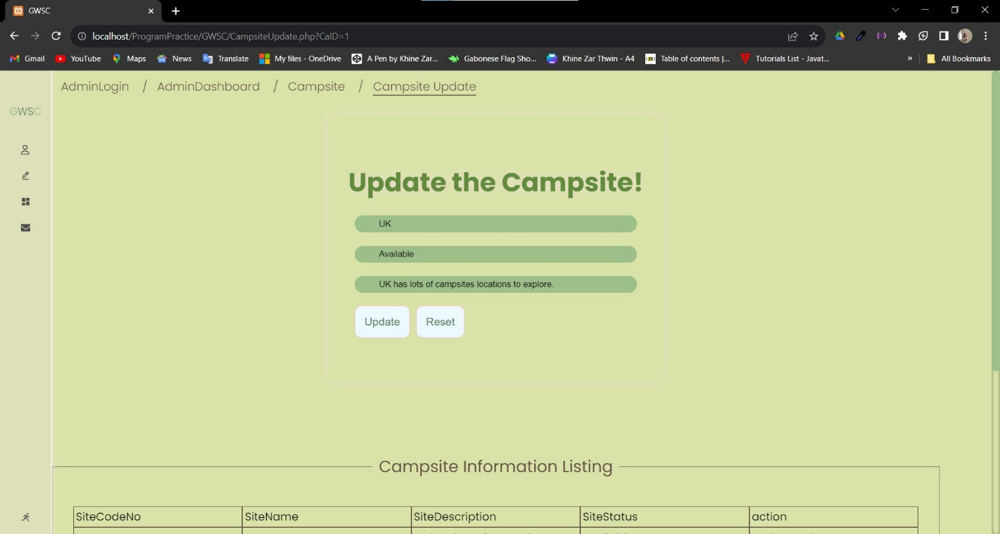 GWSC
localhost/ProgramPractice/GWSC/CampsiteUpdate.php?CaID=1
Gmail YouTube Maps News Translate My files - OneDrive A Pen by Khine Zar... Gabonese Flag Sho... Khine Zar Thwin - A4 Table of contents |... Tutorials List - Javat... » All Bookmarks
AdminLogin / AdminDashboard / Campsite / Campsite Update
GWSC
Update the Campsite!
UK
Available
UK has lots of campsites locations to explore.
Update Reset
Campsite Information Listing
SiteCodeNo SiteName SiteDescription SiteStatus action